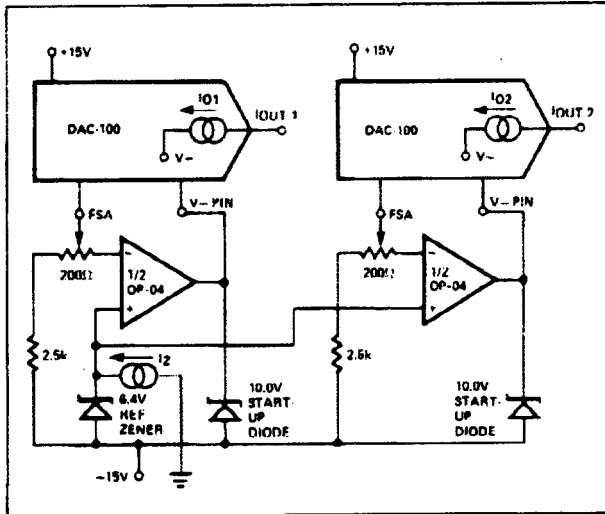 +15V
DAC-100
IO1
V–
IOUT 1
FSA
V– PIN
200Ω
–
+
1/2
OP-04
2.5k
I2
6.4V
REF
ZENER
10.0V
START-
UP
DIODE
–15V
+15V
DAC-100
IO2
V–
IOUT 2
FSA
V– PIN
200Ω
–
+
1/2
OP-04
2.5k
10.0V
START-
UP
DIODE